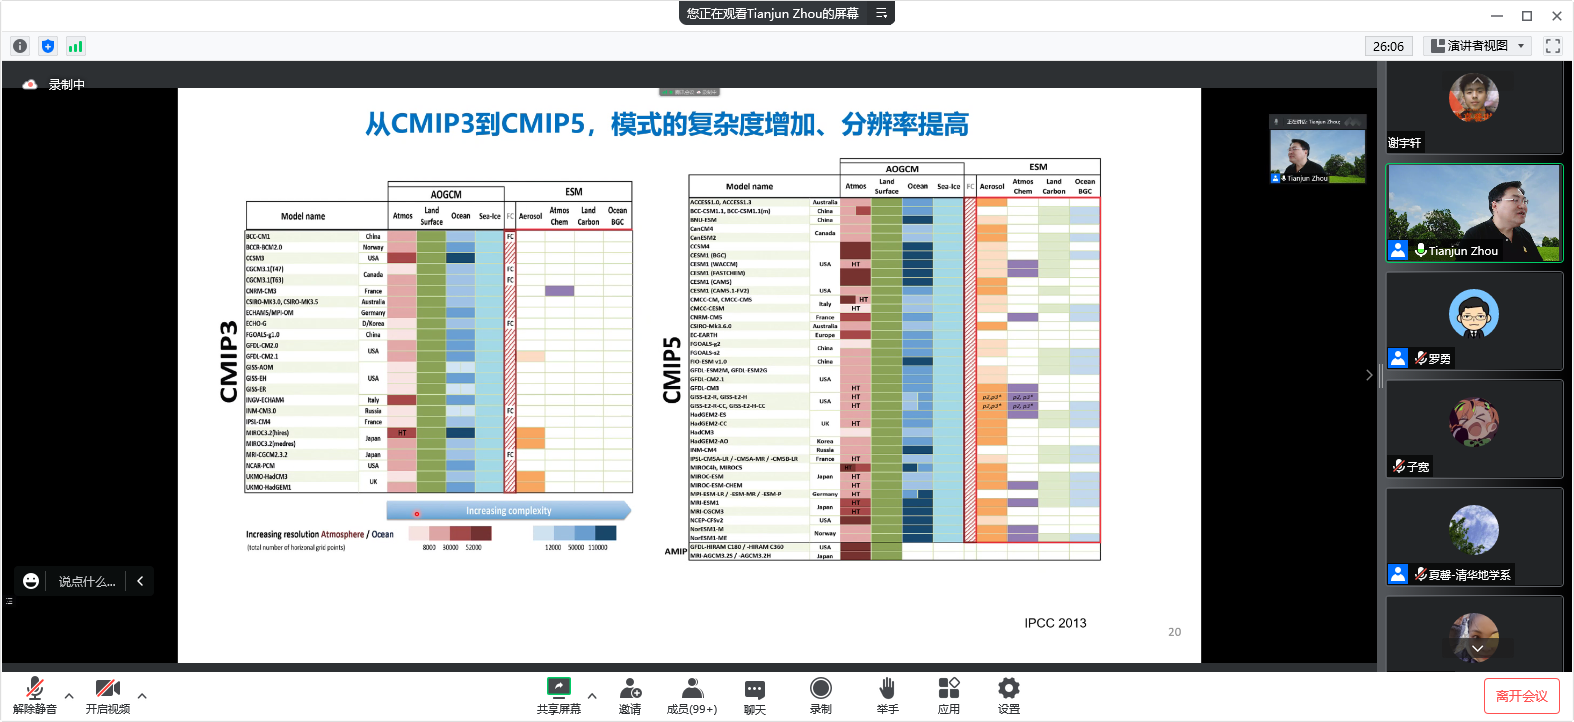 您正在观看Tianjun Zhou的屏幕
26:06
演讲者视图
录制中
从CMIP3到CMIP5，模式的复杂度增加、分辨率提高
CMIP3
AOGCM ESM
Model name Atmos Land Surface Ocean Sea-Ice FC Aerosol Atmos Chem Land Carbon Ocean BGC
BCC-CM1 China FC
BCCR-BCM2.0 Norway
CCSM3 USA
CGCM3.1(T47) Canada FC
CGCM3.1(T63) FC
CNRM-CM3 France
CSIRO-MK3.0, CSIRO-MK3.5 Australia
ECHAM5/MPI-OM Germany
ECHO-G D/Korea FC
FGOALS-g1.0 China
GFDL-CM2.0 USA
GFDL-CM2.1
GISS-AOM
GISS-EH USA
GISS-ER
INGV-ECHAM4 Italy
INM-CM3.0 Russia FC
IPSL-CM4 France
MIROC3.2(hires) Japan HT
MIROC3.2(medres)
MRI-CGCM2.3.2 Japan FC
NCAR-PCM USA
UKMO-HadCM3 UK
UKMO-HadGEM1
Increasing complexity
Increasing resolution Atmosphere / Ocean
(total number of horizonal grid points)
8000 30000 52000
12000 50000 110000
CMIP5
AOGCM ESM
Model name Atmos Land Surface Ocean Sea-Ice FC Aerosol Atmos Chem Land Carbon Ocean BGC
ACCESS1.0, ACCESS1.3 Australia
BCC-CSM1.1, BCC-CSM1.1(m) China
BNU-ESM China
CanCM4 Canada
CanESM2
CCSM4
CESM1 (BGC)
CESM1 (WACCM) USA HT
CESM1 (FASTCHEM)
CESM1 (CAM5)
CESM1 (CAM5.1-FV2) USA
CMCC-CM, CMCC-CMS Italy HT
CMCC-CESM HT
CNRM-CM5 France
CSIRO-Mk3.6.0 Australia
EC-EARTH Europe
FGOALS-g2 China
FGOALS-s2
FIO-ESM v1.0 China
GFDL-ESM2M, GFDL-ESM2G
GFDL-CM2.1 USA
GFDL-CM3 HT
GISS-E2-R, GISS-E2-H USA HT p2,p3* p2, p3*
GISS-E2-R-CC, GISS-E2-H-CC HT p2,p3* p2, p3*
HadGEM2-ES
HadGEM2-CC UK HT
HadCM3
HadGEM2-AO Korea
INM-CM4 Russia
IPSL-CM5A-LR / -CM5A-MR / -CM5B-LR France HT
MIROC4h, MIROC5 HT
MIROC-ESM Japan HT
MIROC-ESM-CHEM HT
MPI-ESM-LR / -ESM-MR / -ESM-P Germany HT
MRI-ESM1 Japan HT
MRI-CGCM3 HT
NCEP-CFSv2 USA
NorESM1-M Norway
NorESM1-ME
AMIP
GFDL-HIRAM C180 / -HIRAM C360 USA
MRI-AGCM3.2S / -AGCM3.2H Japan
IPCC 2013
20
Tianjun Zhou
谢宇轩
Tianjun Zhou
罗勇
子宽
夏馨-清华地学系
说点什么...
解除静音
开启视频
共享屏幕
邀请
成员(99+)
聊天
录制
举手
应用
设置
离开会议